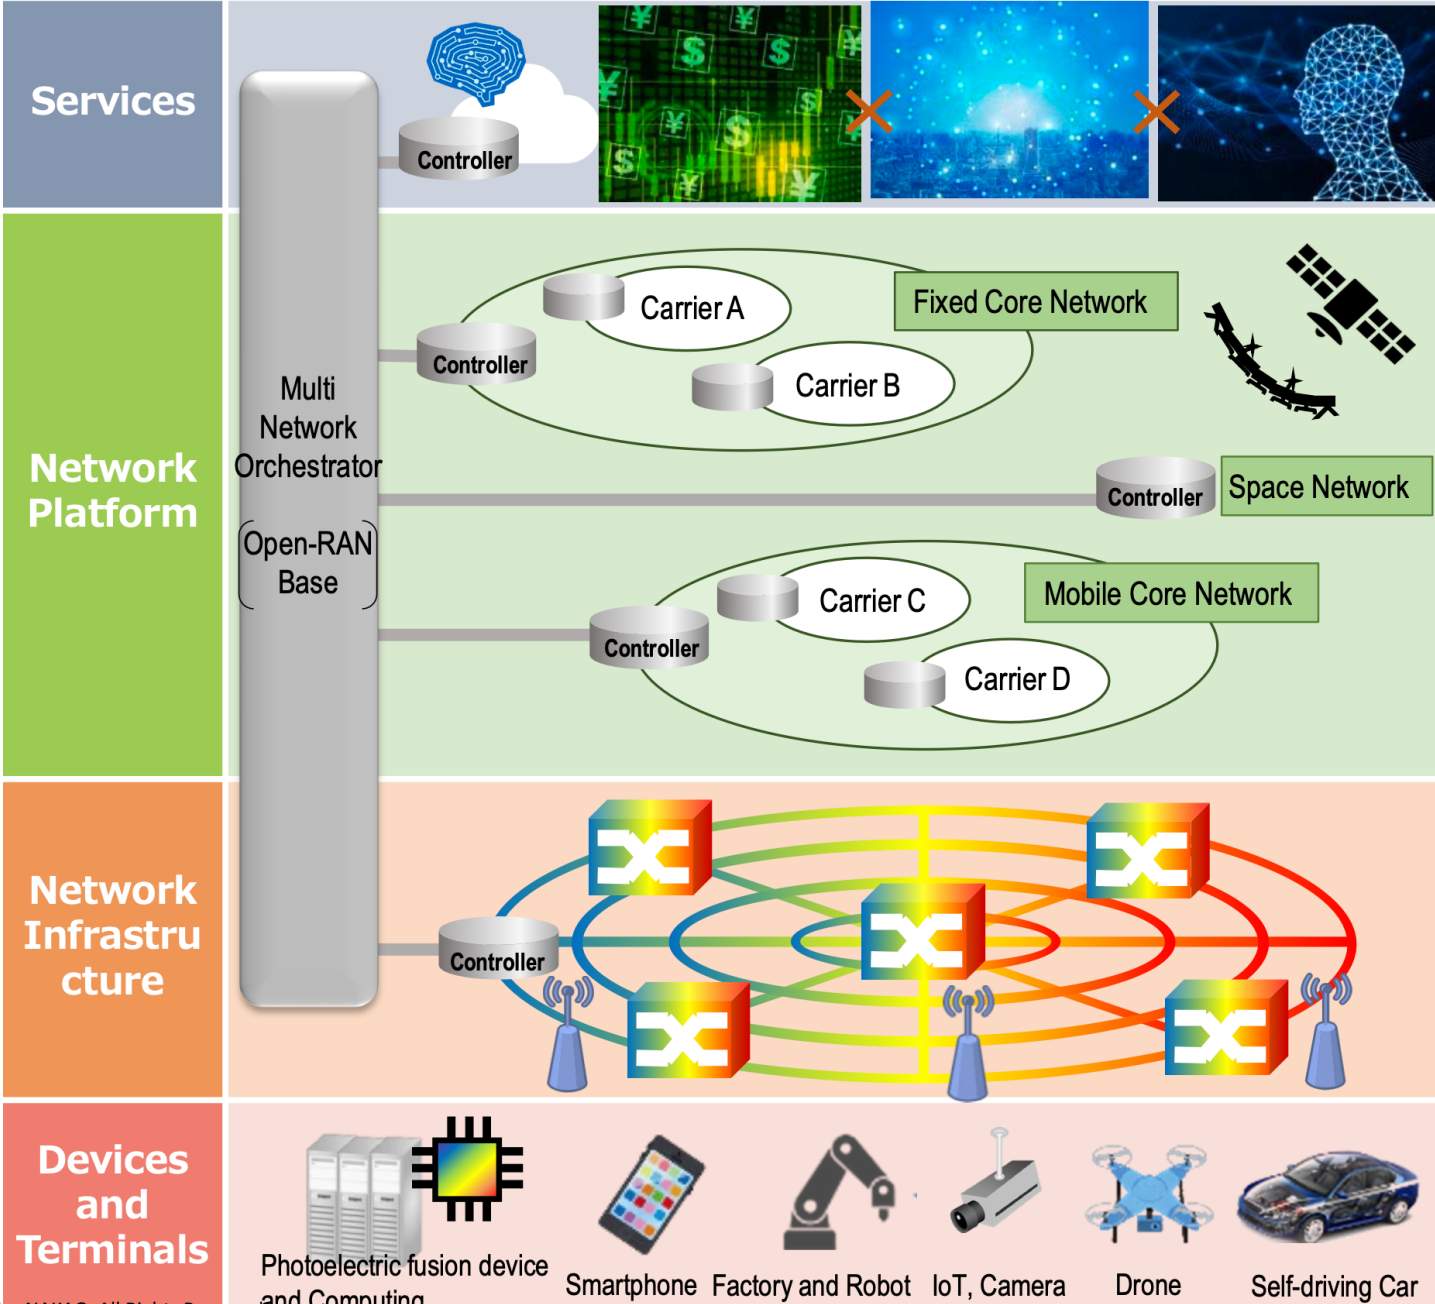 Services
Controller
Network
Platform
Multi
Network
Orchestrator
Open-RAN
Base
Carrier A
Fixed Core Network
Controller
Carrier B
Controller
Space Network
Carrier C
Mobile Core Network
Controller
Carrier D
Network
Infrastru
cture
Controller
Devices
and
Terminals
Photoelectric fusion device
and Computing
Smartphone
Factory and Robot
IoT, Camera
Drone
Self-driving Car